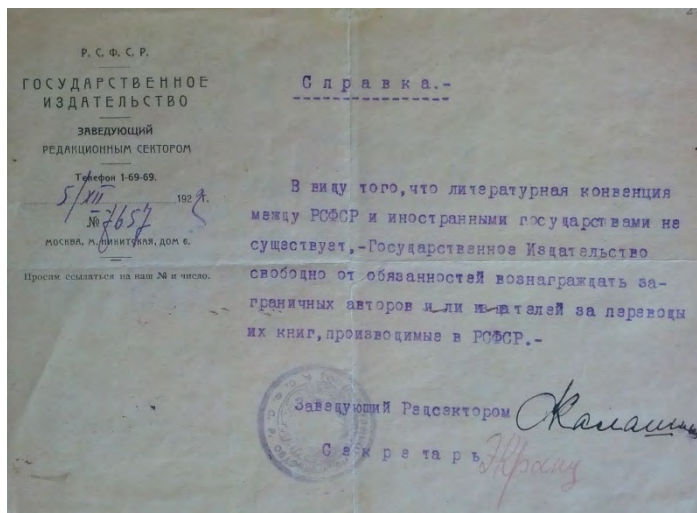 Р. С. Ф. С. Р.
ГОСУДАРСТВЕННОЕ
ИЗДАТЕЛЬСТВО
ЗАВЕДУЮЩИЙ
РЕДАКЦИОННЫМ СЕКТОРОМ
Телефон 1-69-69.
5/XII 192 г.
№ 7657
МОСКВА, М. НИКИТСКАЯ, ДОМ 6.
Просим ссылаться на наш № и число.
Справка.-
В виду того,что литературная конвенция
между РСФСР и иностранными государствами не
существует,-Государственное Издательство
свободно от обязанностей вознаграждать за-
граничных авторов и ли издателей за переводы
их книг,производимые в РСФСР.-
Заведующий Редсектором
Секретарь